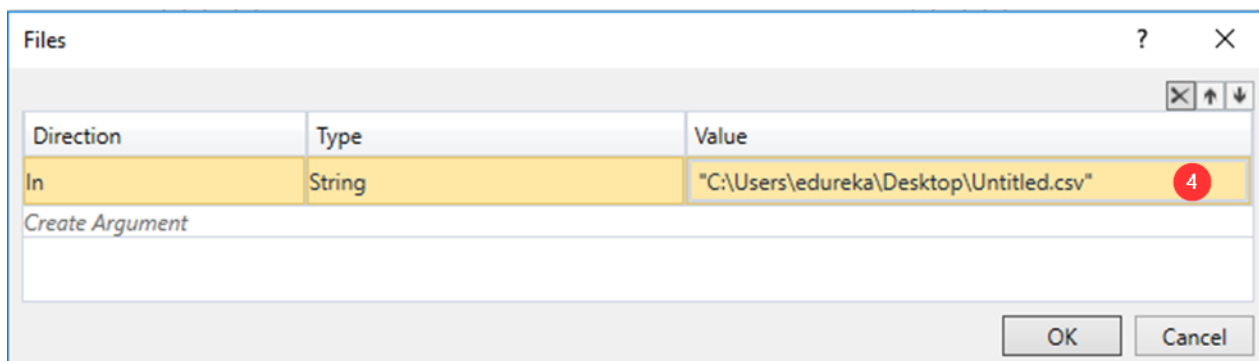 Files
Direction Type Value
In String "C:\Users\edureka\Desktop\Untitled.csv" 4
Create Argument
OK Cancel